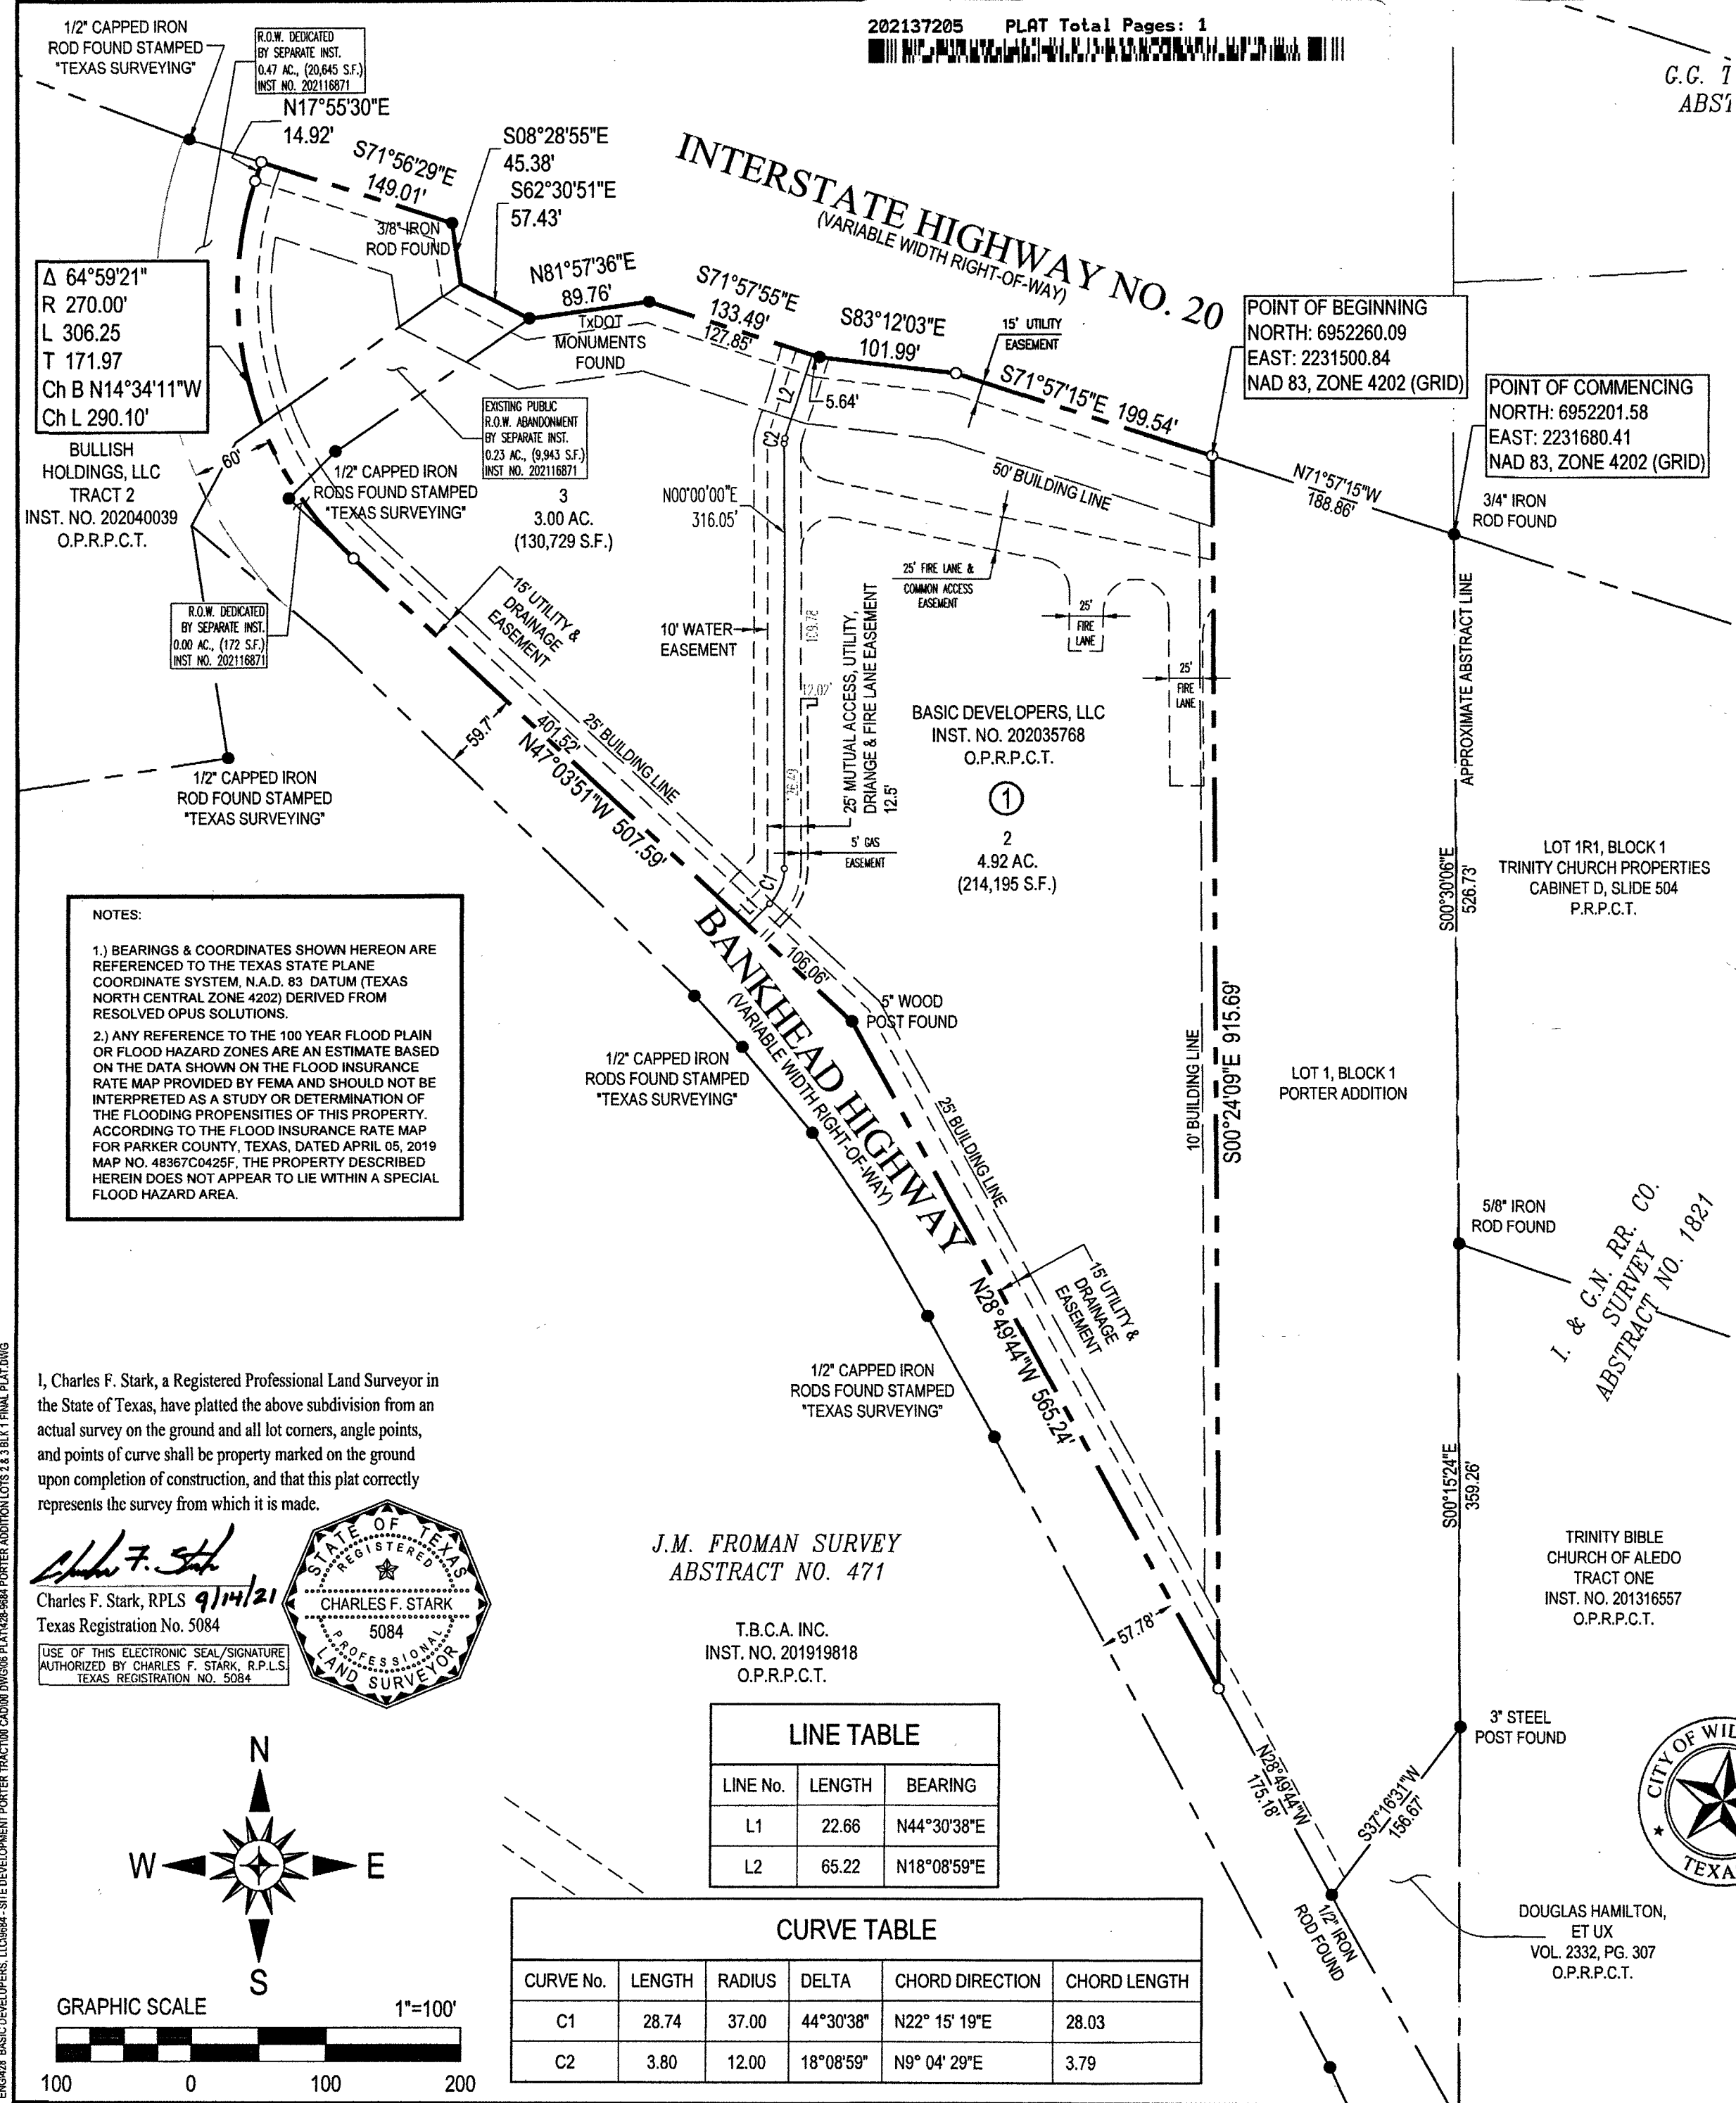 202137205 PLAT Total Pages: 1
1/2" CAPPED IRON
ROD FOUND STAMPED
"TEXAS SURVEYING"
R.O.W. DEDICATED
BY SEPARATE INST.
0.47 AC., (20,645 S.F.)
INST NO. 202116871
N17°55'30"E
14.92'
S71°56'29"E
149.01'
S08°28'55"E
45.38'
S62°30'51"E
57.43'
3/8" IRON
ROD FOUND
N81°57'36"E
89.76'
TxDOT
MONUMENTS
FOUND
S71°57'55"E
133.49'
127.85'
5.64'
S83°12'03"E
101.99'
INTERSTATE HIGHWAY NO. 20
(VARIABLE WIDTH RIGHT-OF-WAY)
15' UTILITY
EASEMENT
S71°57'15"E 199.54'
G.G.
POINT OF BEGINNING
NORTH: 6952260.09
EAST: 2231500.84
NAD 83, ZONE 4202 (GRID)
POINT OF COMMENCING
NORTH: 6952201.58
EAST: 2231680.41
NAD 83, ZONE 4202 (GRID)
N71°57'15"W
188.86'
3/4" IRON
ROD FOUND
Δ 64°59'21"
R 270.00'
L 306.25
T 171.97
Ch B N14°34'11"W
Ch L 290.10'
BULLISH
HOLDINGS, LLC
TRACT 2
INST. NO. 202040039
O.P.R.P.C.T.
60'
1/2" CAPPED IRON
RODS FOUND STAMPED
"TEXAS SURVEYING"
EXISTING PUBLIC
R.O.W. ABANDONMENT
BY SEPARATE INST.
0.23 AC., (9,943 S.F.)
INST NO. 202116871
3
3.00 AC.
(130,729 S.F.)
L2
C2
N00°00'00"E
316.05'
50' BUILDING LINE
25' FIRE LANE &
COMMON ACCESS
EASEMENT
25'
FIRE
LANE
25'
FIRE
LANE
R.O.W. DEDICATED
BY SEPARATE INST.
0.00 AC., (172 S.F.)
INST NO. 202116871
15' UTILITY &
DRAINAGE
EASEMENT
10' WATER
EASEMENT
12.02'
25' MUTUAL ACCESS, UTILITY,
DRIANGE & FIRE LANE EASEMENT
12.5'
BASIC DEVELOPERS, LLC
INST. NO. 202035768
O.P.R.P.C.T.
1
2
4.92 AC.
(214,195 S.F.)
5' GAS
EASEMENT
1/2" CAPPED IRON
ROD FOUND STAMPED
"TEXAS SURVEYING"
59.7'
401.52'
25' BUILDING LINE
N47°03'51"W 507.59'
C1
L1
106.06'
APPROXIMATE ABSTRACT LINE
S00°30'06"E
526.73'
LOT 1R1, BLOCK 1
TRINITY CHURCH PROPERTIES
CABINET D, SLIDE 504
P.R.P.C.T.
NOTES:
1.) BEARINGS & COORDINATES SHOWN HEREON ARE
REFERENCED TO THE TEXAS STATE PLANE
COORDINATE SYSTEM, N.A.D. 83 DATUM (TEXAS
NORTH CENTRAL ZONE 4202) DERIVED FROM
RESOLVED OPUS SOLUTIONS.
2.) ANY REFERENCE TO THE 100 YEAR FLOOD PLAIN
OR FLOOD HAZARD ZONES ARE AN ESTIMATE BASED
ON THE DATA SHOWN ON THE FLOOD INSURANCE
RATE MAP PROVIDED BY FEMA AND SHOULD NOT BE
INTERPRETED AS A STUDY OR DETERMINATION OF
THE FLOODING PROPENSITIES OF THIS PROPERTY.
ACCORDING TO THE FLOOD INSURANCE RATE MAP
FOR PARKER COUNTY, TEXAS, DATED APRIL 05, 2019
MAP NO. 48367C0425F, THE PROPERTY DESCRIBED
HEREIN DOES NOT APPEAR TO LIE WITHIN A SPECIAL
FLOOD HAZARD AREA.
BANKHEAD HIGHWAY
(VARIABLE WIDTH RIGHT-OF-WAY)
5" WOOD
POST FOUND
1/2" CAPPED IRON
RODS FOUND STAMPED
"TEXAS SURVEYING"
25' BUILDING LINE
10' BUILDING LINE
S00°24'09"E 915.69'
LOT 1, BLOCK 1
PORTER ADDITION
5/8" IRON
ROD FOUND
I. & G.N. RR. CO.
SURVEY
ABSTRACT NO. 1821
15' UTILITY &
DRAINAGE
EASEMENT
N28°49'44"W 565.24'
1/2" CAPPED IRON
RODS FOUND STAMPED
"TEXAS SURVEYING"
S00°15'24"E
359.26'
I, Charles F. Stark, a Registered Professional Land Surveyor in
the State of Texas, have platted the above subdivision from an
actual survey on the ground and all lot corners, angle points,
and points of curve shall be property marked on the ground
upon completion of construction, and that this plat correctly
represents the survey from which it is made.
Charles F. Stark, RPLS 9/14/21
Texas Registration No. 5084
USE OF THIS ELECTRONIC SEAL/SIGNATURE
AUTHORIZED BY CHARLES F. STARK, R.P.L.S.
TEXAS REGISTRATION NO. 5084
STATE OF TEXAS
REGISTERED
CHARLES F. STARK
5084
PROFESSIONAL
LAND SURVEYOR
J.M. FROMAN SURVEY
ABSTRACT NO. 471
T.B.C.A. INC.
INST. NO. 201919818
O.P.R.P.C.T.
57.78'
TRINITY BIBLE
CHURCH OF ALEDO
TRACT ONE
INST. NO. 201316557
O.P.R.P.C.T.
3" STEEL
POST FOUND
N28°49'44"W
175.18'
S37°16'31"W
156.67'
1/2" IRON
ROD FOUND
DOUGLAS HAMILTON,
ET UX
VOL. 2332, PG. 307
O.P.R.P.C.T.
CITY OF
LINE TABLE
LINE No. LENGTH BEARING
L1 22.66 N44°30'38"E
L2 65.22 N18°08'59"E
CURVE TABLE
CURVE No. LENGTH RADIUS DELTA CHORD DIRECTION CHORD LENGTH
C1 28.74 37.00 44°30'38" N22° 15' 19"E 28.03
C2 3.80 12.00 18°08'59" N9° 04' 29"E 3.79
N
W E
S
GRAPHIC SCALE 1"=100'
100 0 100 200